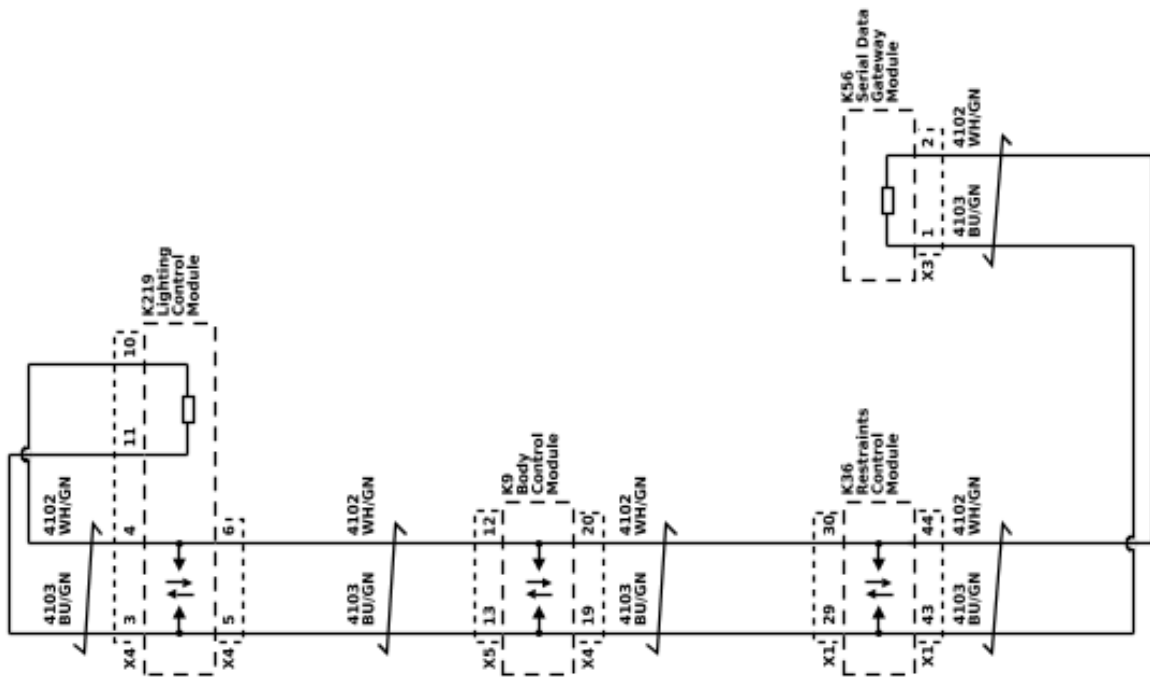 K219
Lighting
Control
Module
4103
BU/GN
4102
WH/GN
X4
3
4
11
10
X4
5
6
4103
BU/GN
4102
WH/GN
K9
Body
Control
Module
X5
13
12
X4
19
20
4103
BU/GN
4102
WH/GN
K36
Restraints
Control
Module
X1
29
30
X1
43
44
4103
BU/GN
4102
WH/GN
K56
Serial Data
Gateway
Module
X3
1
2
4103
BU/GN
4102
WH/GN